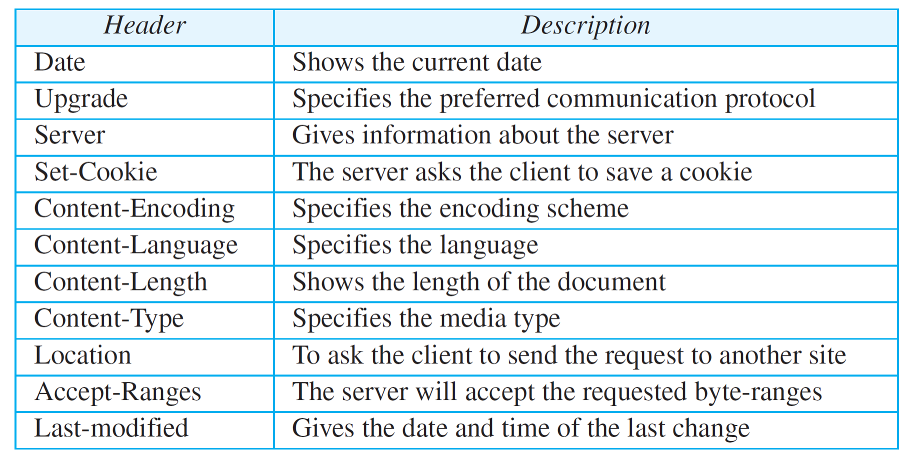 Header Description
Date Shows the current date
Upgrade Specifies the preferred communication protocol
Server Gives information about the server
Set-Cookie The server asks the client to save a cookie
Content-Encoding Specifies the encoding scheme
Content-Language Specifies the language
Content-Length Shows the length of the document
Content-Type Specifies the media type
Location To ask the client to send the request to another site
Accept-Ranges The server will accept the requested byte-ranges
Last-modified Gives the date and time of the last change